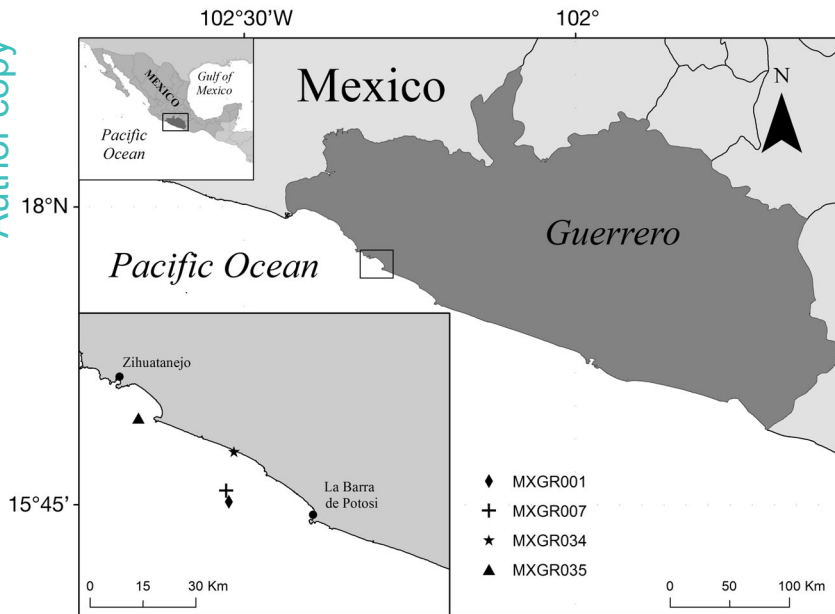 102°30'W
102°
Author copy
MEXICO
Gulf of
Mexico
Pacific
Ocean
Mexico
N
18°N
Guerrero
Pacific Ocean
Zihuatanejo
La Barra
de Potosi
15°45'
MXGR001
MXGR007
MXGR034
MXGR035
0 15 30 Km
0 50 100 Km